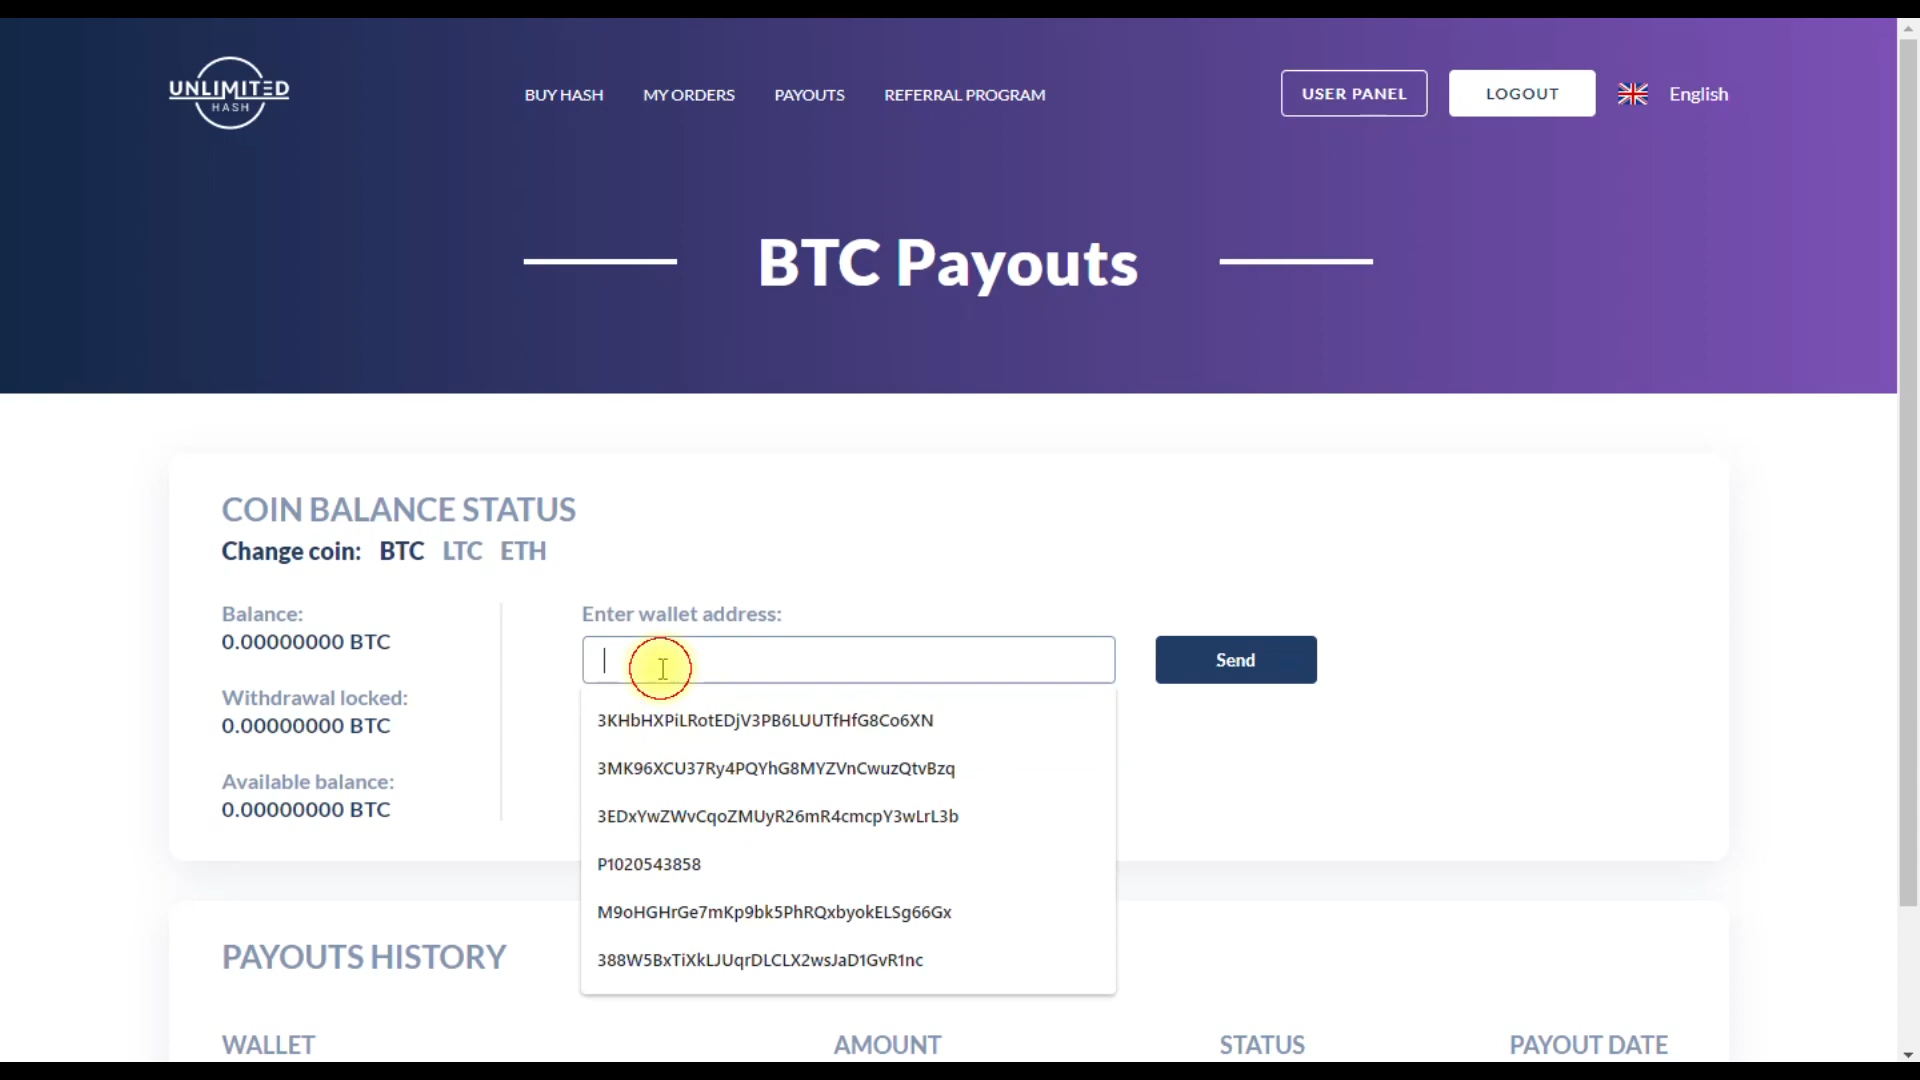 UNLIMITED
HASH
BUY HASH
MY ORDERS
PAYOUTS
REFERRAL PROGRAM
USER PANEL
LOGOUT
English
BTC Payouts
COIN BALANCE STATUS
Change coin: BTC LTC ETH
Balance:
0.00000000 BTC
Withdrawal locked:
0.00000000 BTC
Available balance:
0.00000000 BTC
Enter wallet address:
Send
3KHbHXPiLRotEDjV3PB6LUUTfHfG8Co6XN
3MK96XCU37Ry4PQYhG8MYZVnCwuzQtvBzq
3EDxYwZWvCqoZMUyR26mR4cmcpY3wLrL3b
P1020543858
M9oHGHrGe7mKp9bk5PhRQxbyokELSg66Gx
388W5BxTiXkLJUqrDLCLX2wsJaD1GvR1nc
PAYOUTS HISTORY
WALLET
AMOUNT
STATUS
PAYOUT DATE